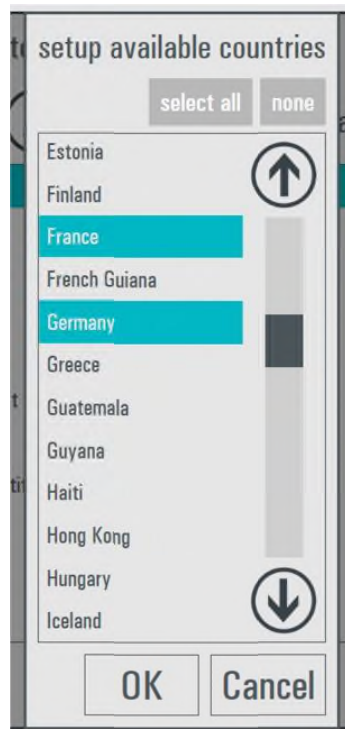 setup available countries
select all none
Estonia
Finland
France
French Guiana
Germany
Greece
Guatemala
Guyana
Haiti
Hong Kong
Hungary
Iceland
OK Cancel